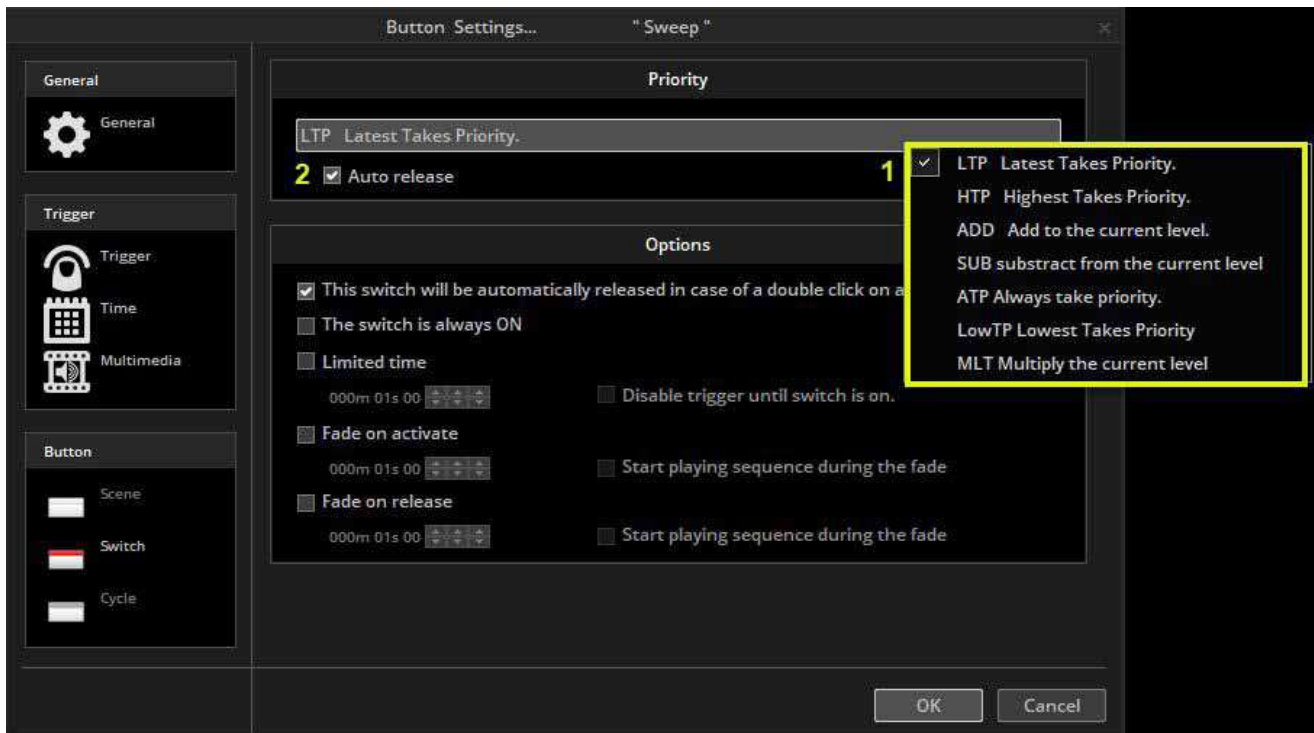 Button Settings... " Sweep "
General
General
Trigger
Trigger
Time
Multimedia
Button
Scene
Switch
Cycle
Priority
LTP Latest Takes Priority.
2 Auto release
1
LTP Latest Takes Priority.
HTP Highest Takes Priority.
ADD Add to the current level.
SUB substract from the current level
ATP Always take priority.
LowTP Lowest Takes Priority
MLT Multiply the current level
Options
This switch will be automatically released in case of a double click on a
The switch is always ON
Limited time
000m 01s 00 Disable trigger until switch is on.
Fade on activate
000m 01s 00 Start playing sequence during the fade
Fade on release
000m 01s 00 Start playing sequence during the fade
OK Cancel